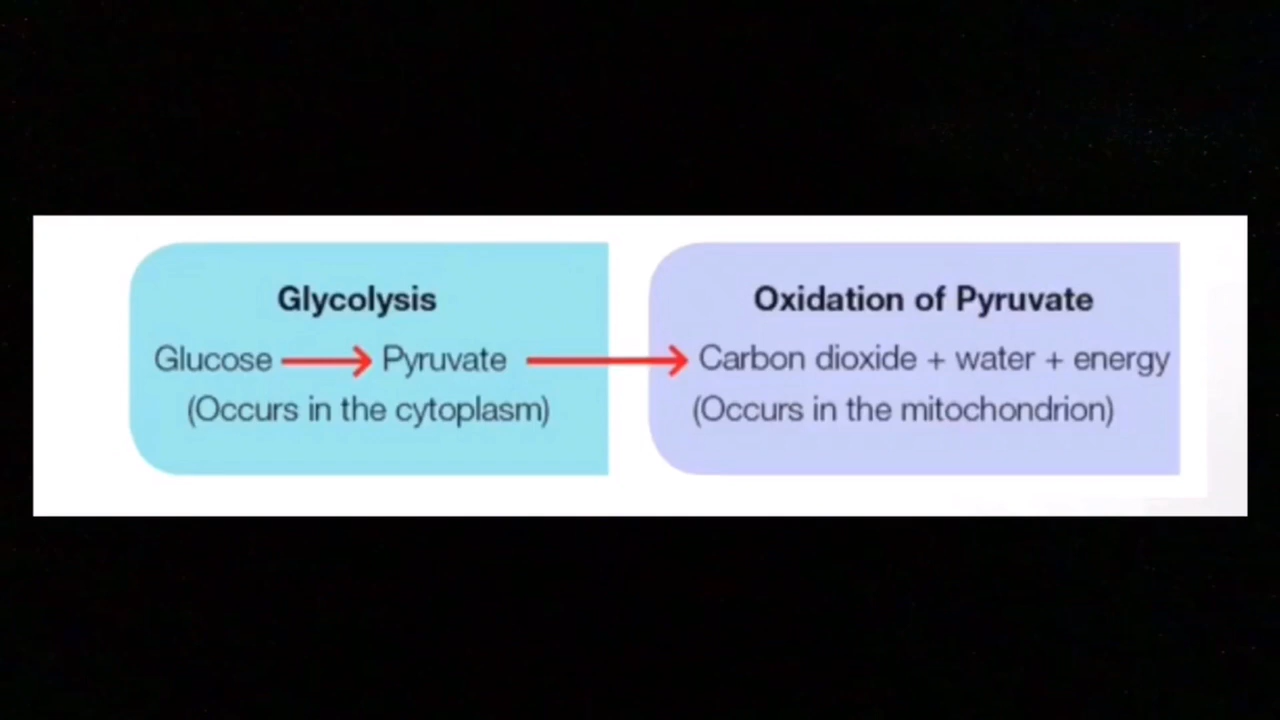 Glycolysis
Glucose → Pyruvate
(Occurs in the cytoplasm)
Oxidation of Pyruvate
→ Carbon dioxide + water + energy
(Occurs in the mitochondrion)